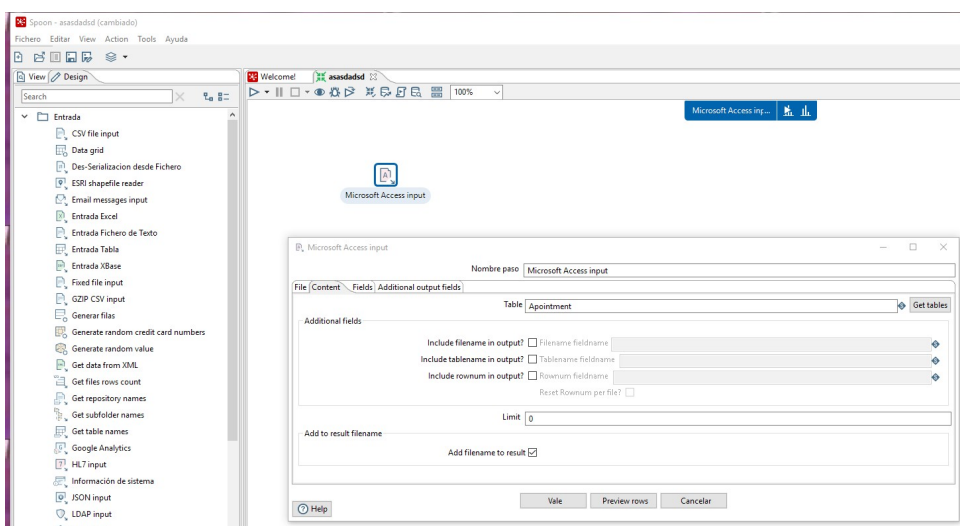 Spoon - asasdadsd (cambiado)
Fichero Editar View Action Tools Ayuda
View Design
Welcome! asasdadsd
Search
100%
Microsoft Access inp...
Entrada
CSV file input
Data grid
Des-Serializacion desde Fichero
ESRI shapefile reader
Email messages input
Entrada Excel
Entrada Fichero de Texto
Entrada Tabla
Entrada XBase
Fixed file input
GZIP CSV input
Generar filas
Generate random credit card numbers
Generate random value
Get data from XML
Get files rows count
Get repository names
Get subfolder names
Get table names
Google Analytics
HL7 input
Información de sistema
JSON input
LDAP input
Microsoft Access input
Microsoft Access input
Nombre paso Microsoft Access input
File Content Fields Additional output fields
Table Apointment Get tables
Additional fields
Include filename in output? Filename fieldname
Include tablename in output? Tablename fieldname
Include rownum in output? Rownum fieldname
Reset Rownum per file?
Limit 0
Add to result filename
Add filename to result
Help Vale Preview rows Cancelar